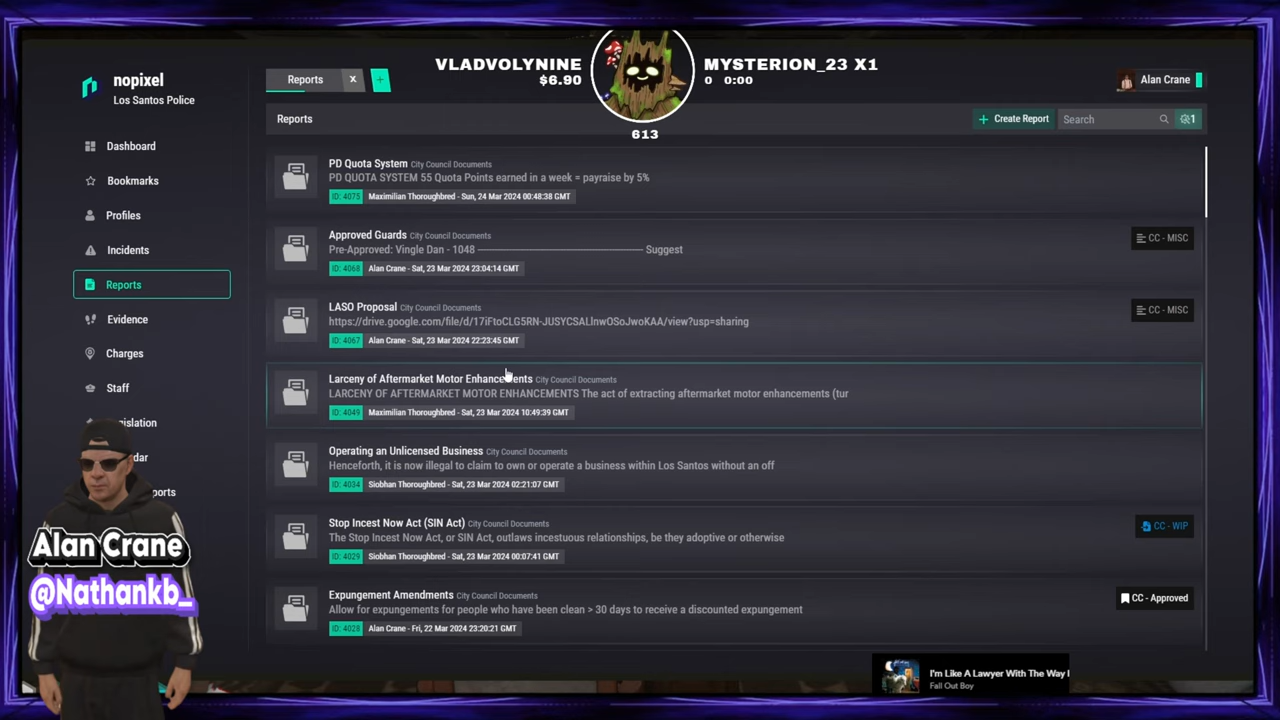 VLADVOLYNINE
$6.90
MYSTERION_23 X1
0 0:00
613
nopixel
Los Santos Police
Reports x +
Alan Crane
Reports
+ Create Report
Search
1
Dashboard
Bookmarks
Profiles
Incidents
Reports
Evidence
Charges
Staff
PD Quota System City Council Documents
PD QUOTA SYSTEM 55 Quota Points earned in a week = payraise by 5%
ID: 4075 Maximilian Thoroughbred - Sun, 24 Mar 2024 00:48:38 GMT
Approved Guards City Council Documents
CC - MISC
Pre-Approved: Vingle Dan - 1048 ——————————————— Suggest
ID: 4068 Alan Crane - Sat, 23 Mar 2024 23:04:14 GMT
LASO Proposal City Council Documents
CC - MISC
https://drive.google.com/file/d/17iFtoCLG5RN-JUSYCSALlnwOSoJwoKAA/view?usp=sharing
ID: 4067 Alan Crane - Sat, 23 Mar 2024 22:23:45 GMT
Larceny of Aftermarket Motor Enhancements City Council Documents
LARCENY OF AFTERMARKET MOTOR ENHANCEMENTS The act of extracting aftermarket motor enhancements (tur
ID: 4049 Maximilian Thoroughbred - Sat, 23 Mar 2024 10:49:39 GMT
Operating an Unlicensed Business City Council Documents
Henceforth, it is now illegal to claim to own or operate a business within Los Santos without an off
ID: 4034 Siobhan Thoroughbred - Sat, 23 Mar 2024 02:21:07 GMT
Stop Incest Now Act (SIN Act) City Council Documents
CC - WIP
The Stop Incest Now Act, or SIN Act, outlaws incestuous relationships, be they adoptive or otherwise
ID: 4029 Siobhan Thoroughbred - Sat, 23 Mar 2024 00:07:41 GMT
Expungement Amendments City Council Documents
CC - Approved
Allow for expungements for people who have been clean > 30 days to receive a discounted expungement
ID: 4028 Alan Crane - Fri, 22 Mar 2024 23:20:21 GMT
Alan Crane
@Nathankb_
I'm Like A Lawyer With The Way I
Fall Out Boy